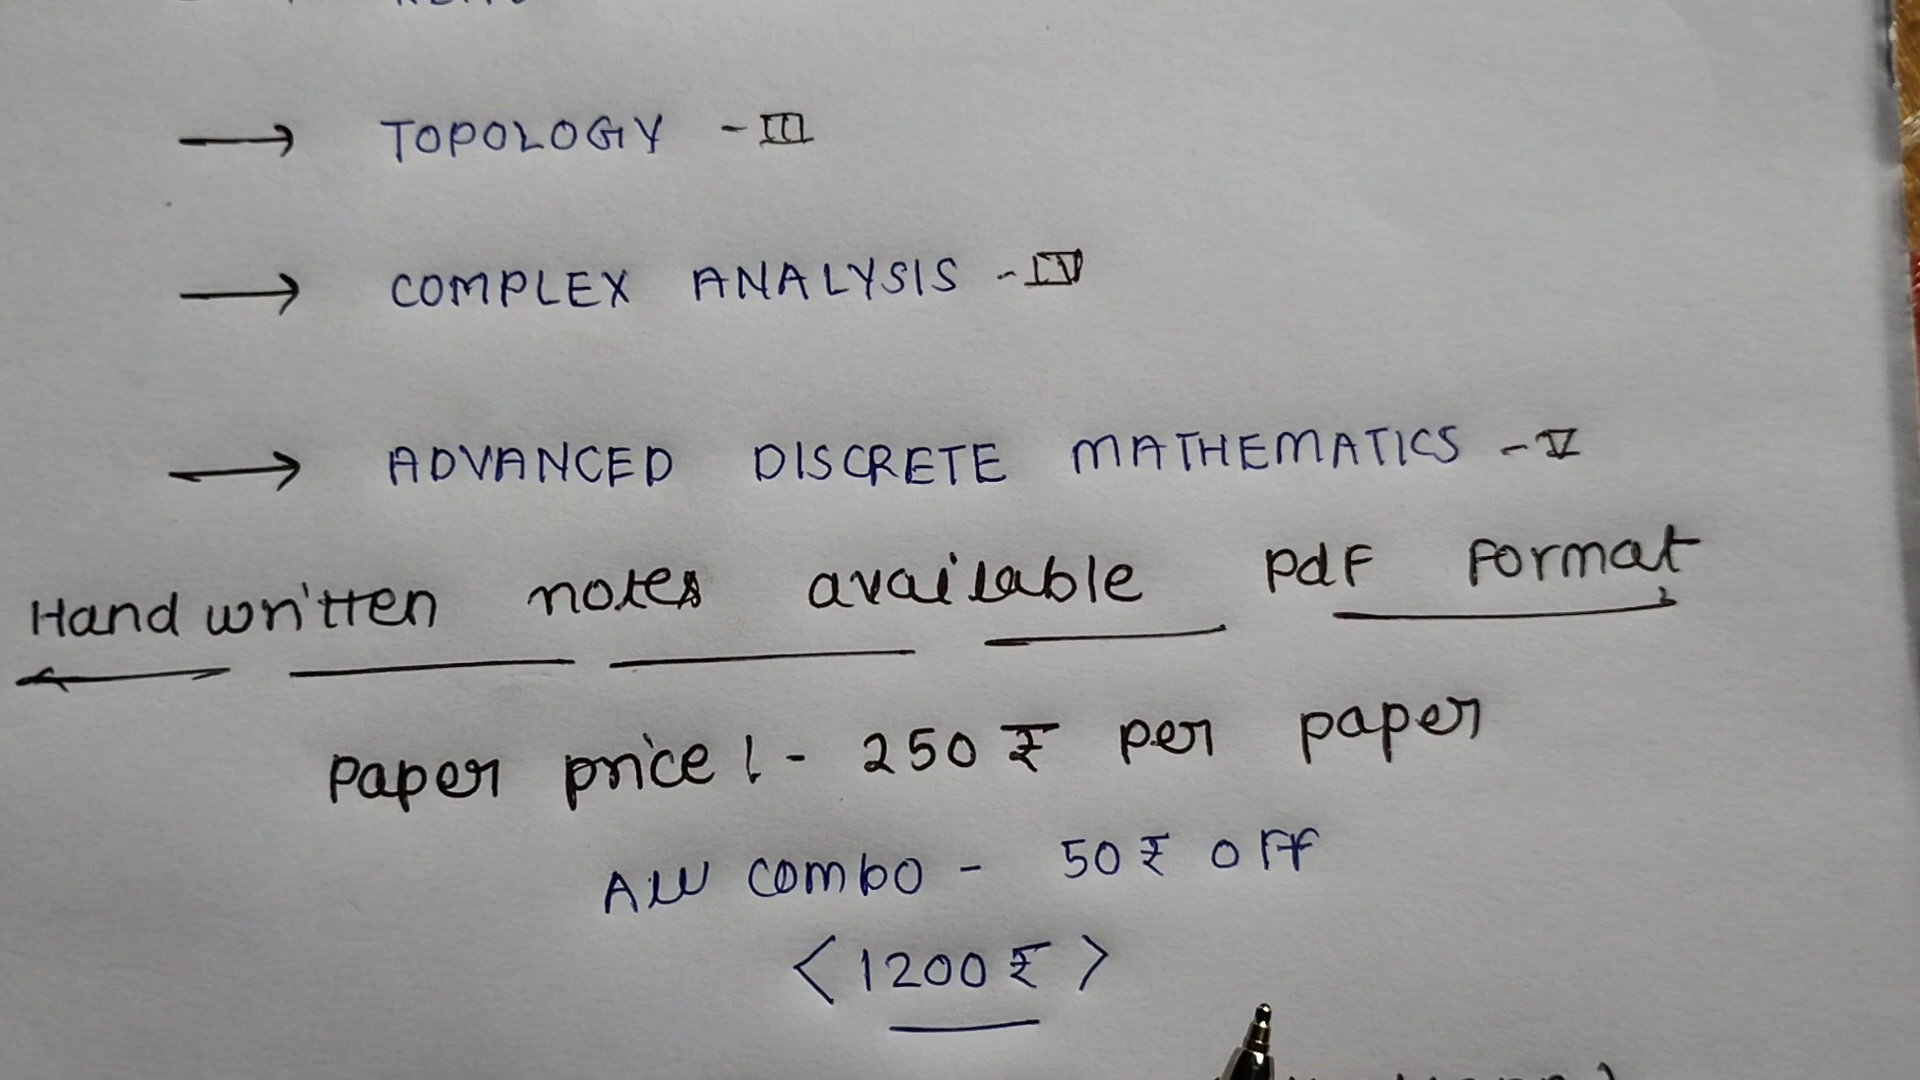 → TOPOLOGY - III
→ COMPLEX ANALYSIS - IV
→ ADVANCED DISCRETE MATHEMATICS - V
Hand written notes available pdf format
paper price :- 250 ₹ per paper
All combo - 50 ₹ off
< 1200 ₹ >